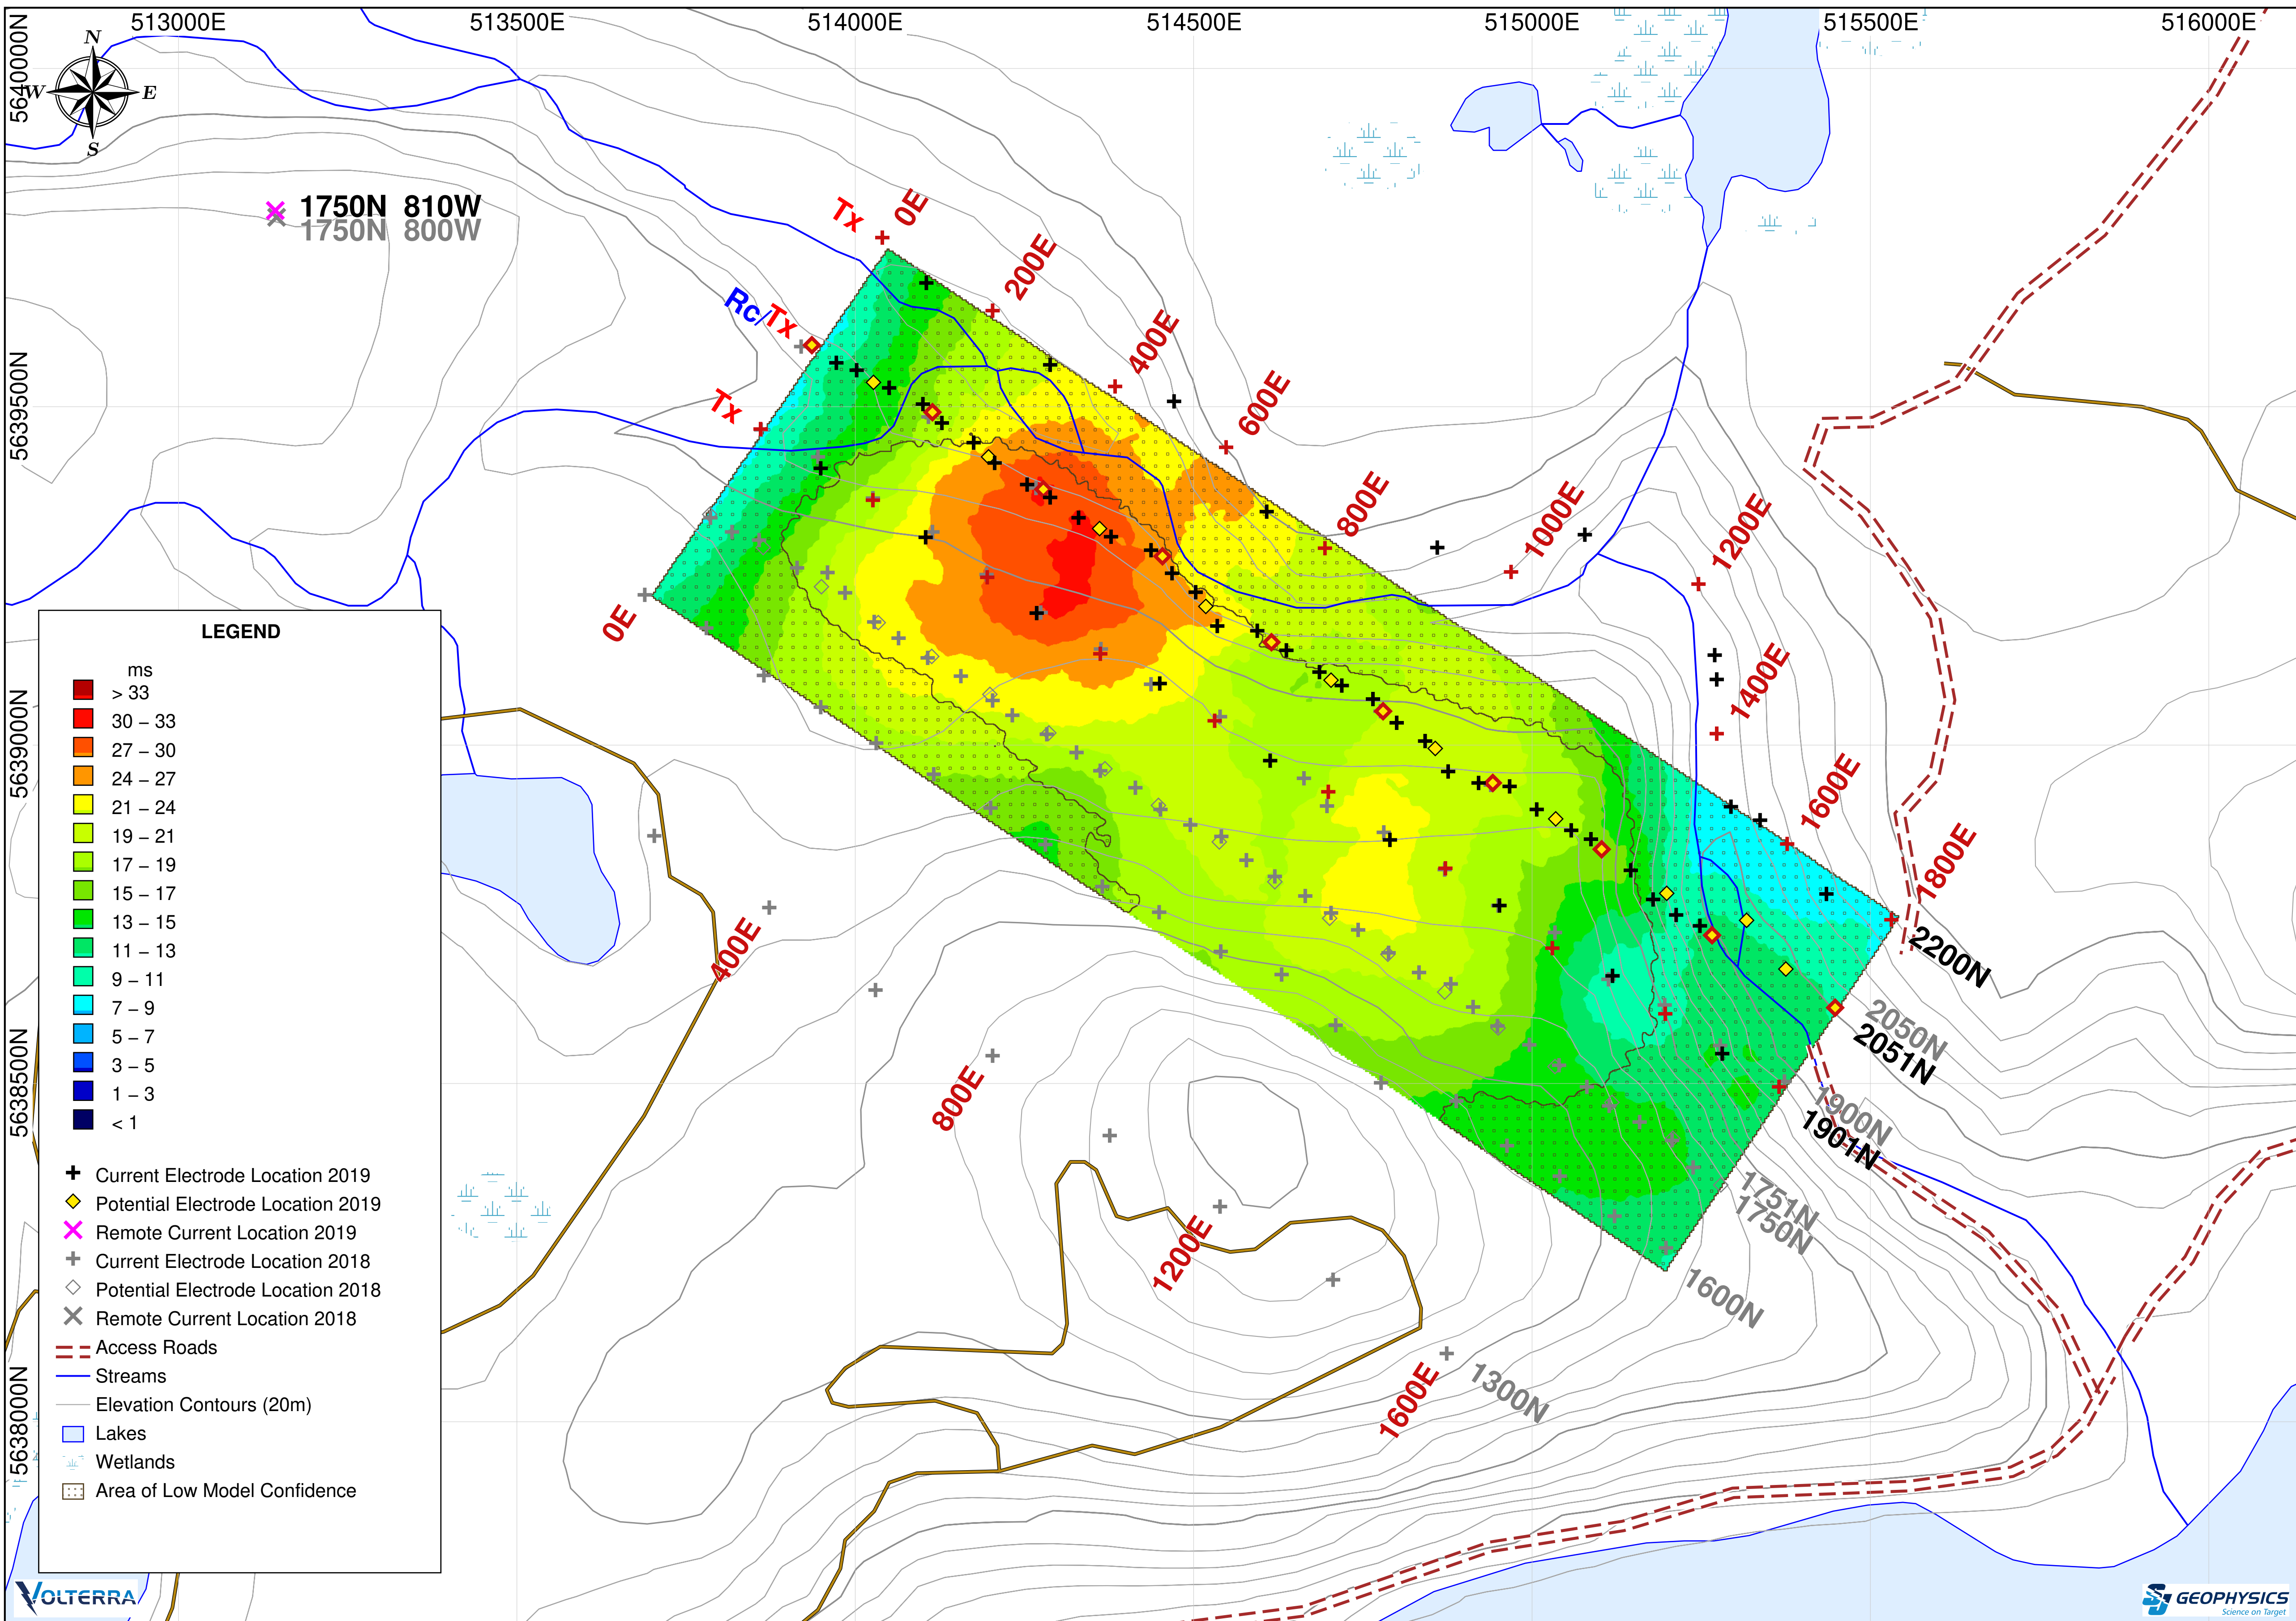 513000E 513500E 514000E 514500E 515000E 515500E 516000E
5640000N
5639500N
5639000N
5638500N
5638000N
N
W E
S
1750N 810W
1750N 800W
Tx
0E
200E
Rc/Tx
400E
Tx
600E
800E
1000E
1200E
1400E
1600E
1800E
0E
400E
800E
1200E
1600E
2200N
2050N
2051N
1900N
1901N
1751N
1750N
1600N
1300N
LEGEND
ms
> 33
30 – 33
27 – 30
24 – 27
21 – 24
19 – 21
17 – 19
15 – 17
13 – 15
11 – 13
9 – 11
7 – 9
5 – 7
3 – 5
1 – 3
< 1
Current Electrode Location 2019
Potential Electrode Location 2019
Remote Current Location 2019
Current Electrode Location 2018
Potential Electrode Location 2018
Remote Current Location 2018
Access Roads
Streams
Elevation Contours (20m)
Lakes
Wetlands
Area of Low Model Confidence
VOLTERRA
SJ GEOPHYSICS
Science on Target